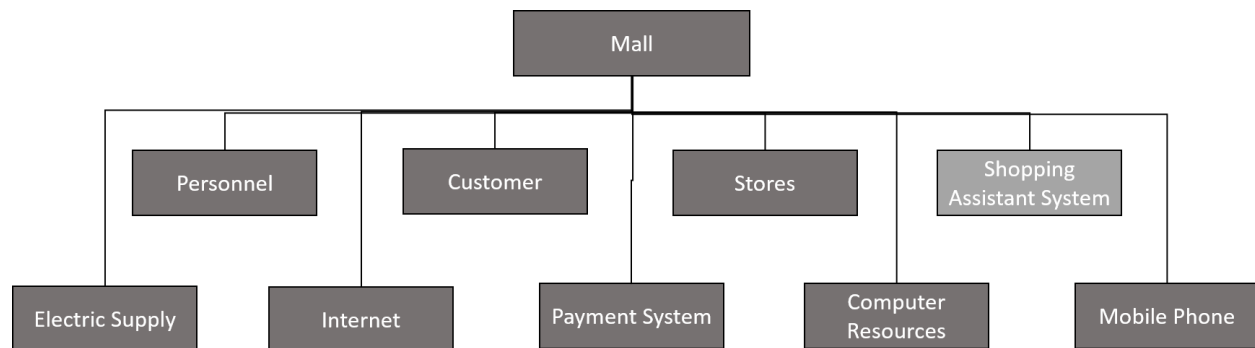 Mall
Personnel
Customer
Stores
Shopping
Assistant System
Electric Supply
Internet
Payment System
Computer
Resources
Mobile Phone